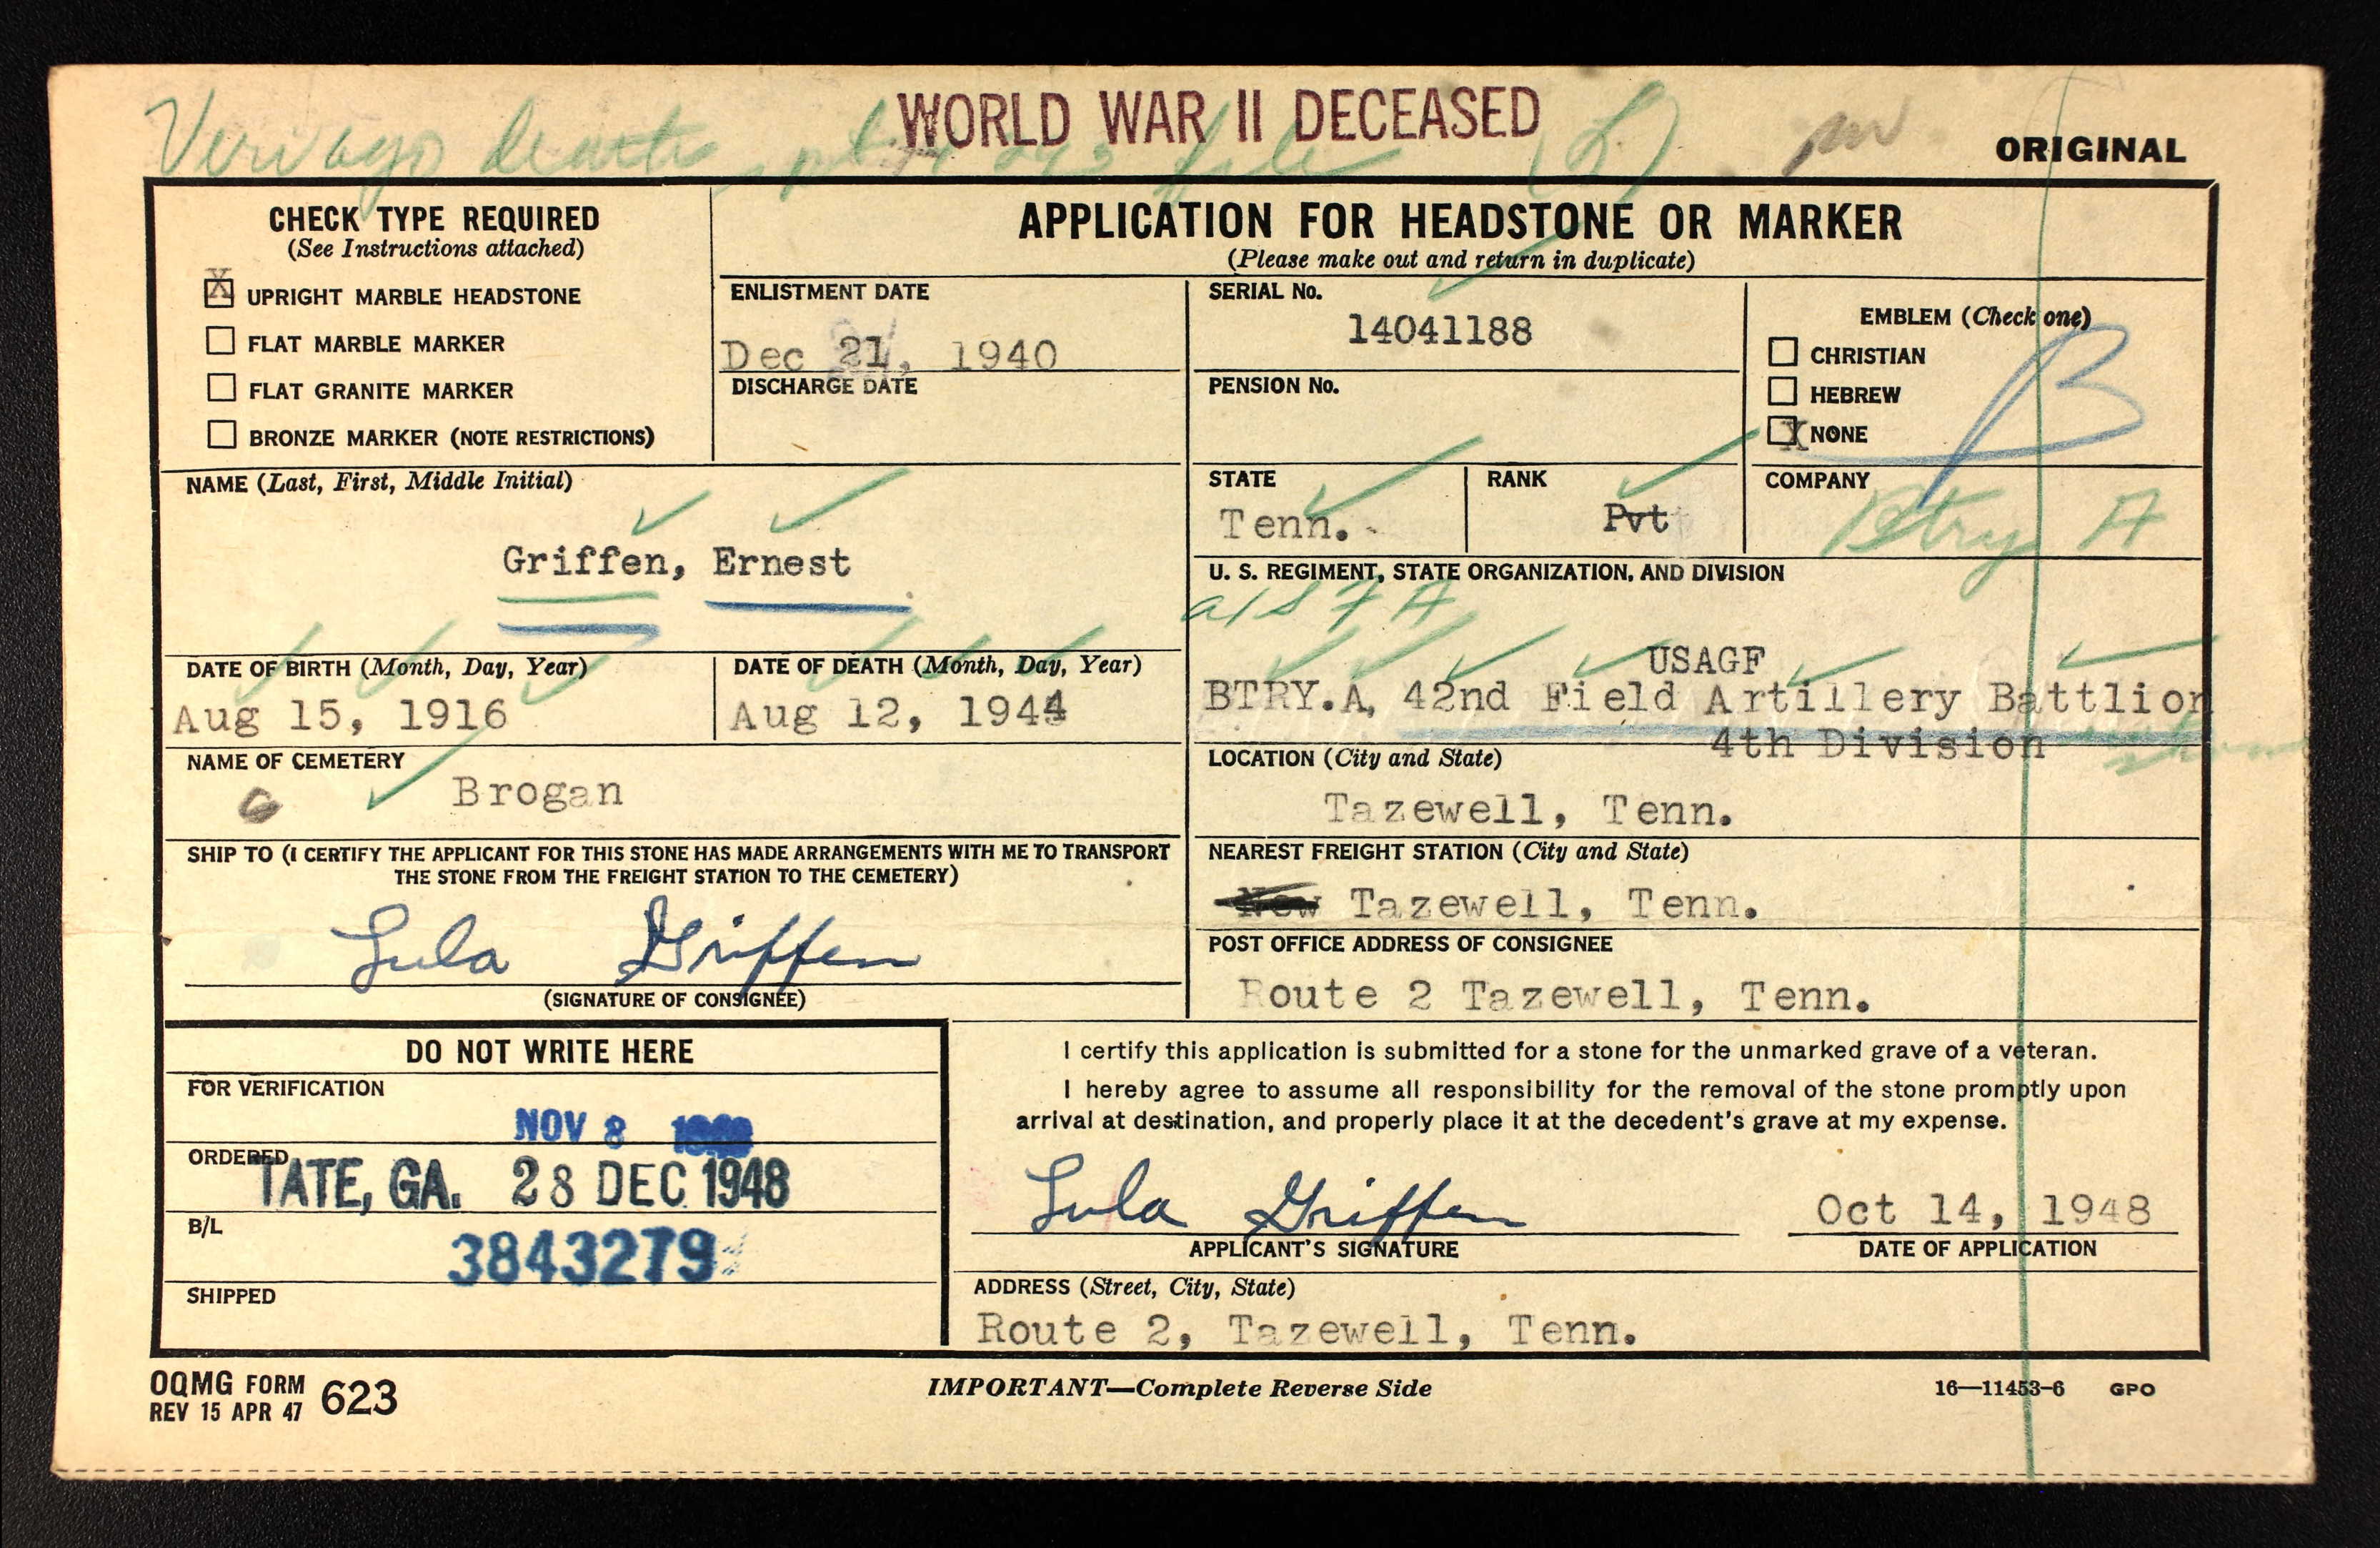 WORLD WAR II DECEASED
ORIGINAL
CHECK TYPE REQUIRED
(See Instructions attached)
X UPRIGHT MARBLE HEADSTONE
FLAT MARBLE MARKER
FLAT GRANITE MARKER
BRONZE MARKER (NOTE RESTRICTIONS)
APPLICATION FOR HEADSTONE OR MARKER
(Please make out and return in duplicate)
ENLISTMENT DATE
Dec 21, 1940
DISCHARGE DATE
SERIAL No.
14041188
PENSION No.
EMBLEM (Check one)
CHRISTIAN
HEBREW
X NONE
B
NAME (Last, First, Middle Initial)
Griffen, Ernest
STATE
Tenn.
RANK
Pvt
COMPANY
Btry A
U. S. REGIMENT, STATE ORGANIZATION, AND DIVISION
USAGF
BTRY.A, 42nd Field Artillery Battlion
4th Division
DATE OF BIRTH (Month, Day, Year)
Aug 15, 1916
DATE OF DEATH (Month, Day, Year)
Aug 12, 1944
NAME OF CEMETERY
Brogan
LOCATION (City and State)
Tazewell, Tenn.
SHIP TO (I CERTIFY THE APPLICANT FOR THIS STONE HAS MADE ARRANGEMENTS WITH ME TO TRANSPORT
THE STONE FROM THE FREIGHT STATION TO THE CEMETERY)
Lula Griffen
(SIGNATURE OF CONSIGNEE)
NEAREST FREIGHT STATION (City and State)
New Tazewell, Tenn.
POST OFFICE ADDRESS OF CONSIGNEE
Route 2 Tazewell, Tenn.
DO NOT WRITE HERE
FOR VERIFICATION
NOV 8
ORDERED
TATE, GA. 28 DEC 1948
B/L
3843279
SHIPPED
I certify this application is submitted for a stone for the unmarked grave of a veteran.
I hereby agree to assume all responsibility for the removal of the stone promptly upon
arrival at destination, and properly place it at the decedent's grave at my expense.
Lula Griffen
APPLICANT'S SIGNATURE
Oct 14, 1948
DATE OF APPLICATION
ADDRESS (Street, City, State)
Route 2, Tazewell, Tenn.
OQMG FORM 623
REV 15 APR 47
IMPORTANT—Complete Reverse Side
16—11453-6 GPO